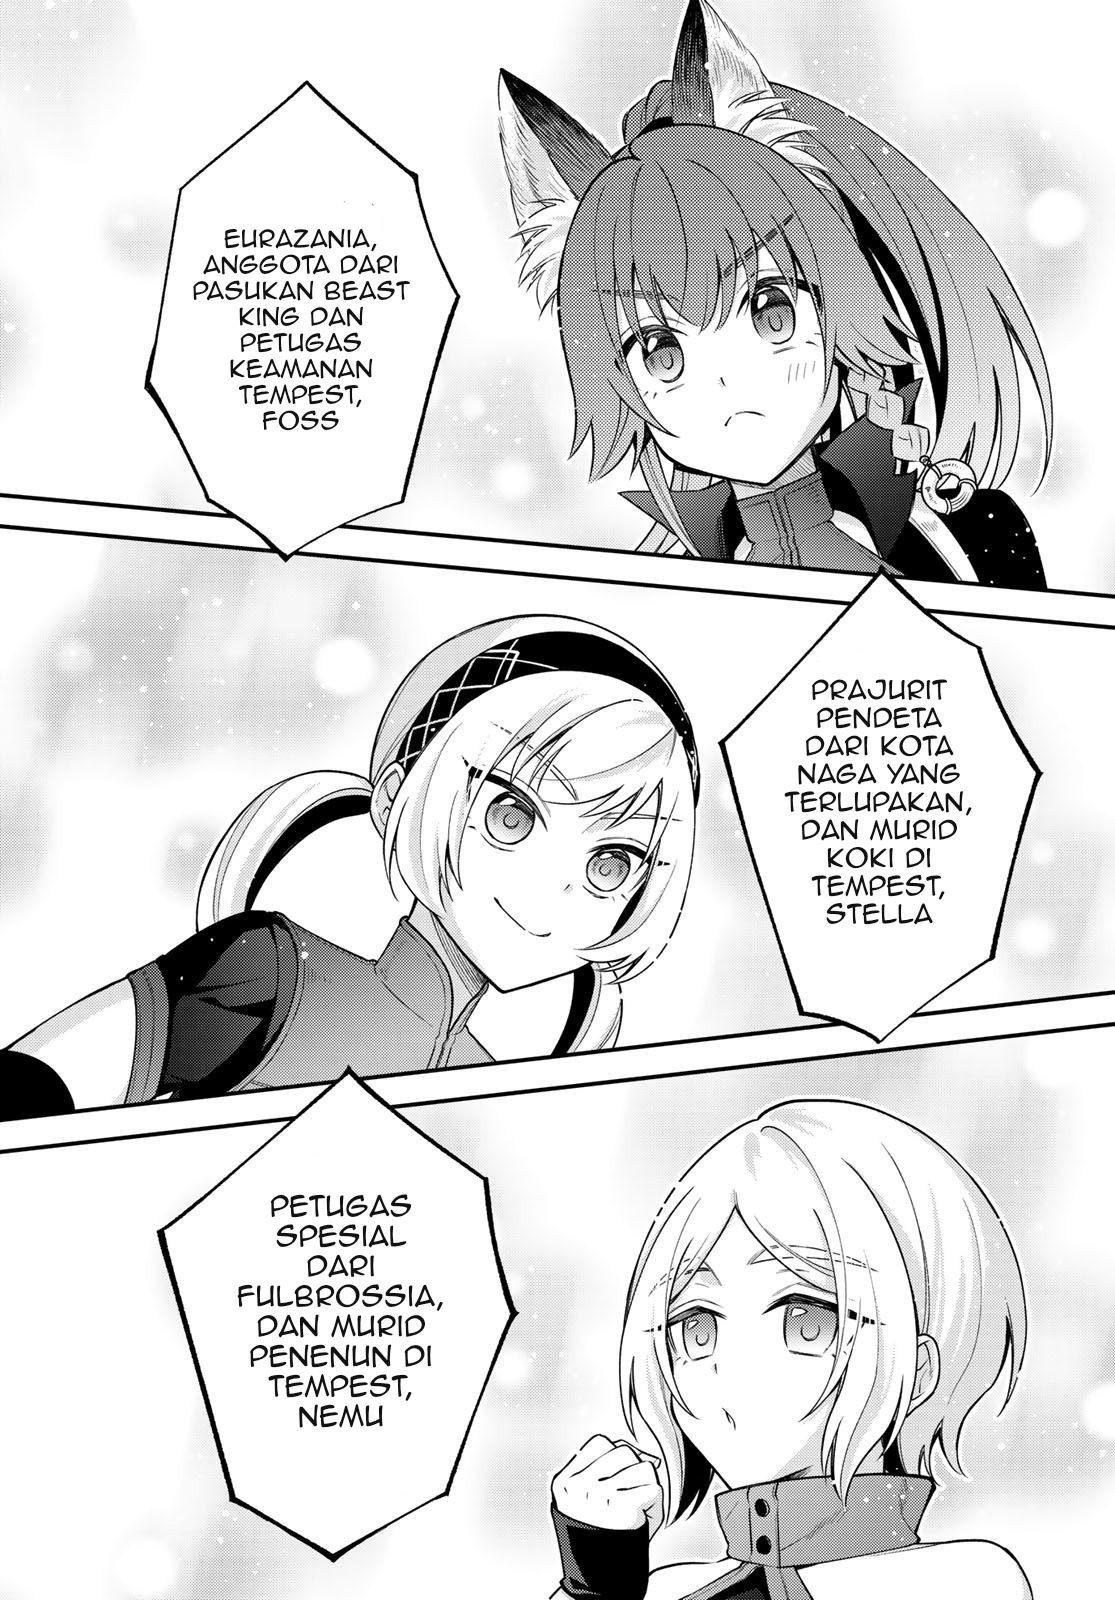 EURAZANIA,
ANGGOTA DARI
PASUKAN BEAST
KING DAN
PETUGAS
KEAMANAN
TEMPEST,
FOSS
PRAJURIT
PENDETA
DARI KOTA
NAGA YANG
TERLUPAKAN,
DAN MURID
KOKI DI
TEMPEST,
STELLA
PETUGAS
SPESIAL
DARI
FULBROSSIA,
DAN MURID
PENENUN DI
TEMPEST,
NEMU